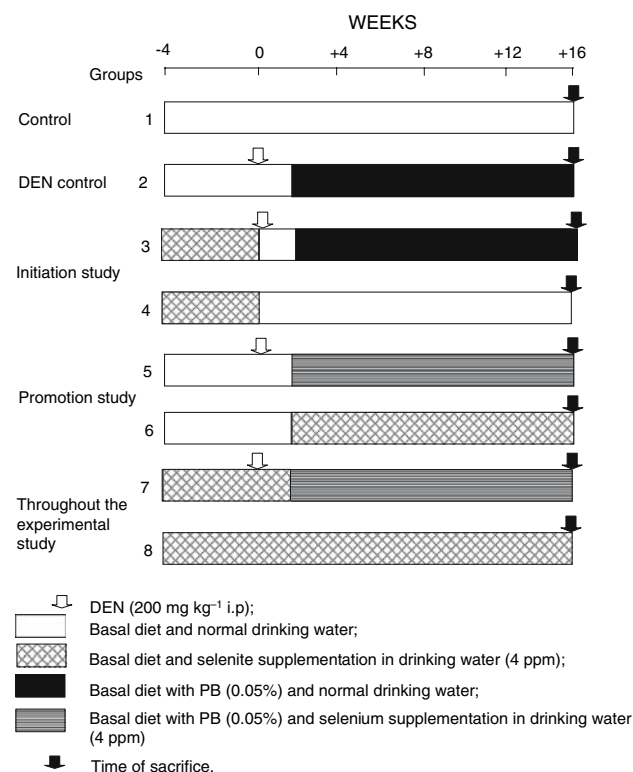 WEEKS
-4 0 +4 +8 +12 +16
Groups
Control 1
DEN control 2
3
Initiation study
4
5
Promotion study
6
7
Throughout the
experimental
study
8
DEN (200 mg kg⁻¹ i.p);
Basal diet and normal drinking water;
Basal diet and selenite supplementation in drinking water (4 ppm);
Basal diet with PB (0.05%) and normal drinking water;
Basal diet with PB (0.05%) and selenium supplementation in drinking water
(4 ppm)
Time of sacrifice.